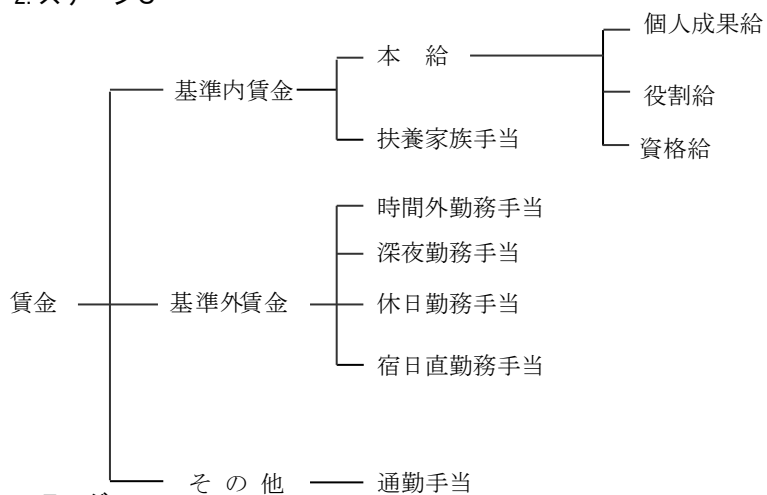 個人成果給
本 給
基準内賃金
役割給
扶養家族手当
資格給
時間外勤務手当
深夜勤務手当
賃金
基準外賃金
休日勤務手当
宿日直勤務手当
その他
通勤手当